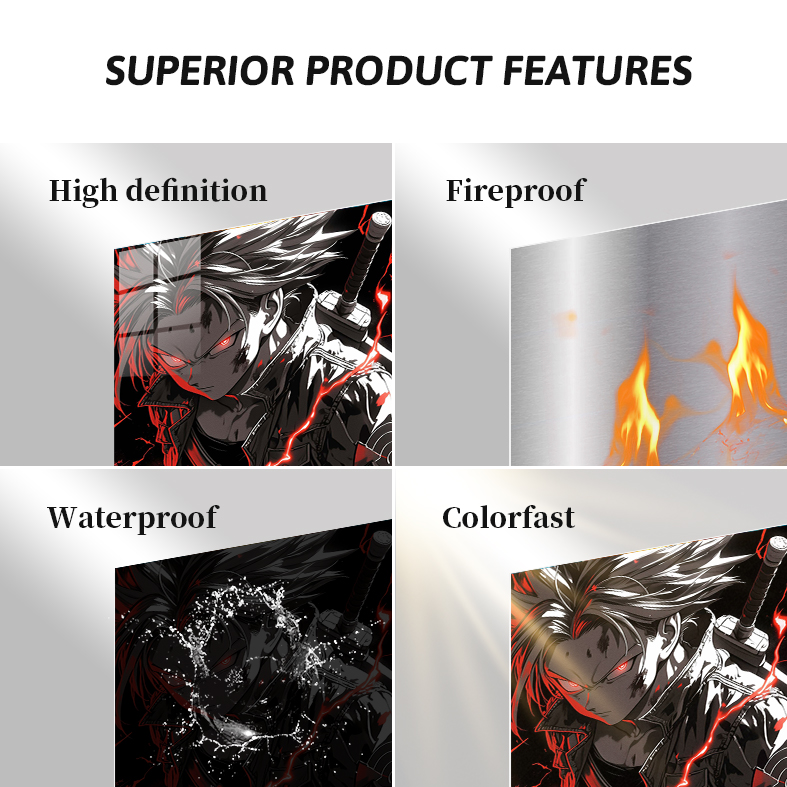 SUPERIOR PRODUCT FEATURES
High definition
Fireproof
Waterproof
Colorfast